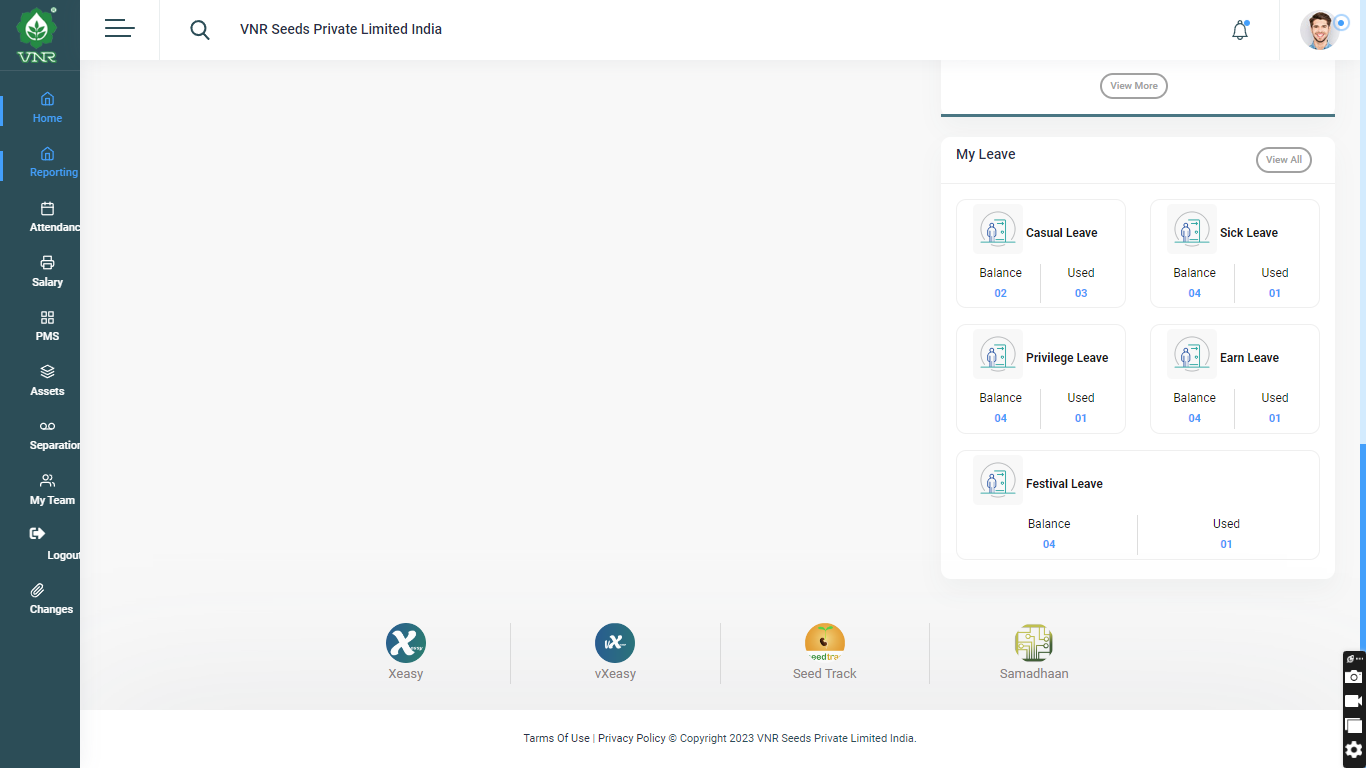 VNR
VNR Seeds Private Limited India
Home
Reporting
Attendanc
Salary
PMS
Assets
Separation
My Team
Logout
Changes
View More
My Leave
View All
Casual Leave
Balance Used
02 03
Sick Leave
Balance Used
04 01
Privilege Leave
Balance Used
04 01
Earn Leave
Balance Used
04 01
Festival Leave
Balance Used
04 01
Xeasy
vXeasy
Seed Track
Samadhaan
Tarms Of Use | Privacy Policy © Copyright 2023 VNR Seeds Private Limited India.